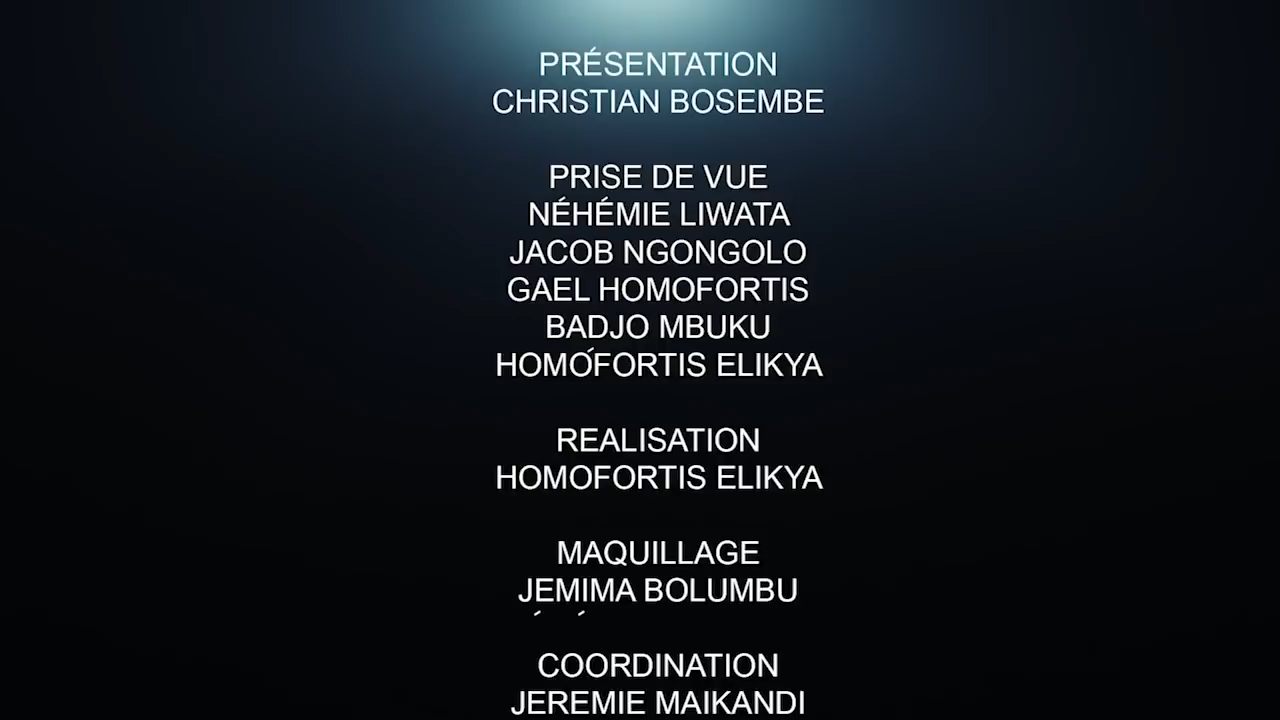 PRÉSENTATION
CHRISTIAN BOSEMBE
PRISE DE VUE
NÉHÉMIE LIWATA
JACOB NGONGOLO
GAEL HOMOFORTIS
BADJO MBUKU
HOMOFORTIS ELIKYA
REALISATION
HOMOFORTIS ELIKYA
MAQUILLAGE
JEMIMA BOLUMBU
COORDINATION
JEREMIE MAIKANDI